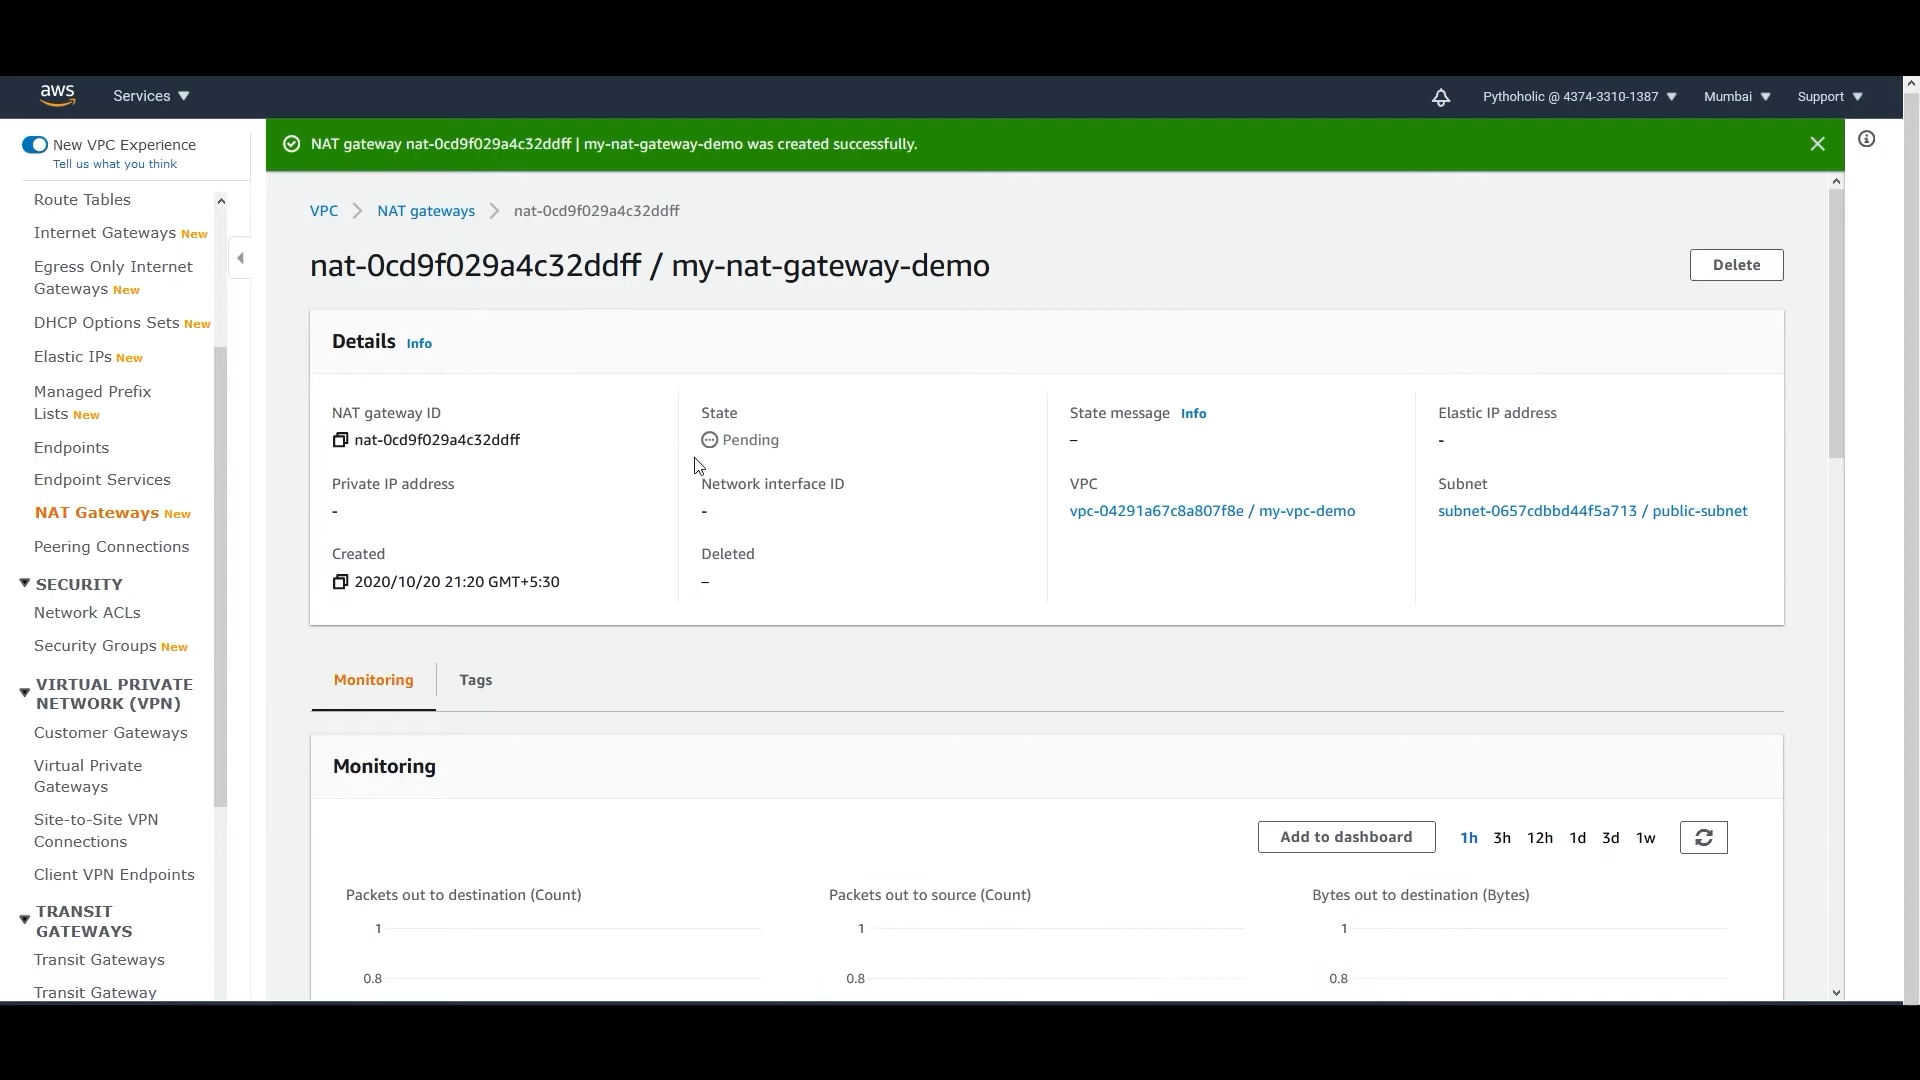 aws Services ▼ Pythoholic @ 4374-3310-1387 ▼ Mumbai ▼ Support ▼
New VPC Experience
Tell us what you think
Route Tables
Internet Gateways New
Egress Only Internet
Gateways New
DHCP Options Sets New
Elastic IPs New
Managed Prefix
Lists New
Endpoints
Endpoint Services
NAT Gateways New
Peering Connections
SECURITY
Network ACLs
Security Groups New
VIRTUAL PRIVATE
NETWORK (VPN)
Customer Gateways
Virtual Private
Gateways
Site-to-Site VPN
Connections
Client VPN Endpoints
TRANSIT
GATEWAYS
Transit Gateways
Transit Gateway
NAT gateway nat-0cd9f029a4c32ddff | my-nat-gateway-demo was created successfully.
VPC > NAT gateways > nat-0cd9f029a4c32ddff
nat-0cd9f029a4c32ddff / my-nat-gateway-demo
Delete
Details Info
NAT gateway ID
nat-0cd9f029a4c32ddff
State
Pending
State message Info
–
Elastic IP address
-
Private IP address
-
Network interface ID
-
VPC
vpc-04291a67c8a807f8e / my-vpc-demo
Subnet
subnet-0657cdbbd44f5a713 / public-subnet
Created
2020/10/20 21:20 GMT+5:30
Deleted
–
Monitoring
Tags
Monitoring
Add to dashboard 1h 3h 12h 1d 3d 1w
Packets out to destination (Count)
1
0.8
Packets out to source (Count)
1
0.8
Bytes out to destination (Bytes)
1
0.8